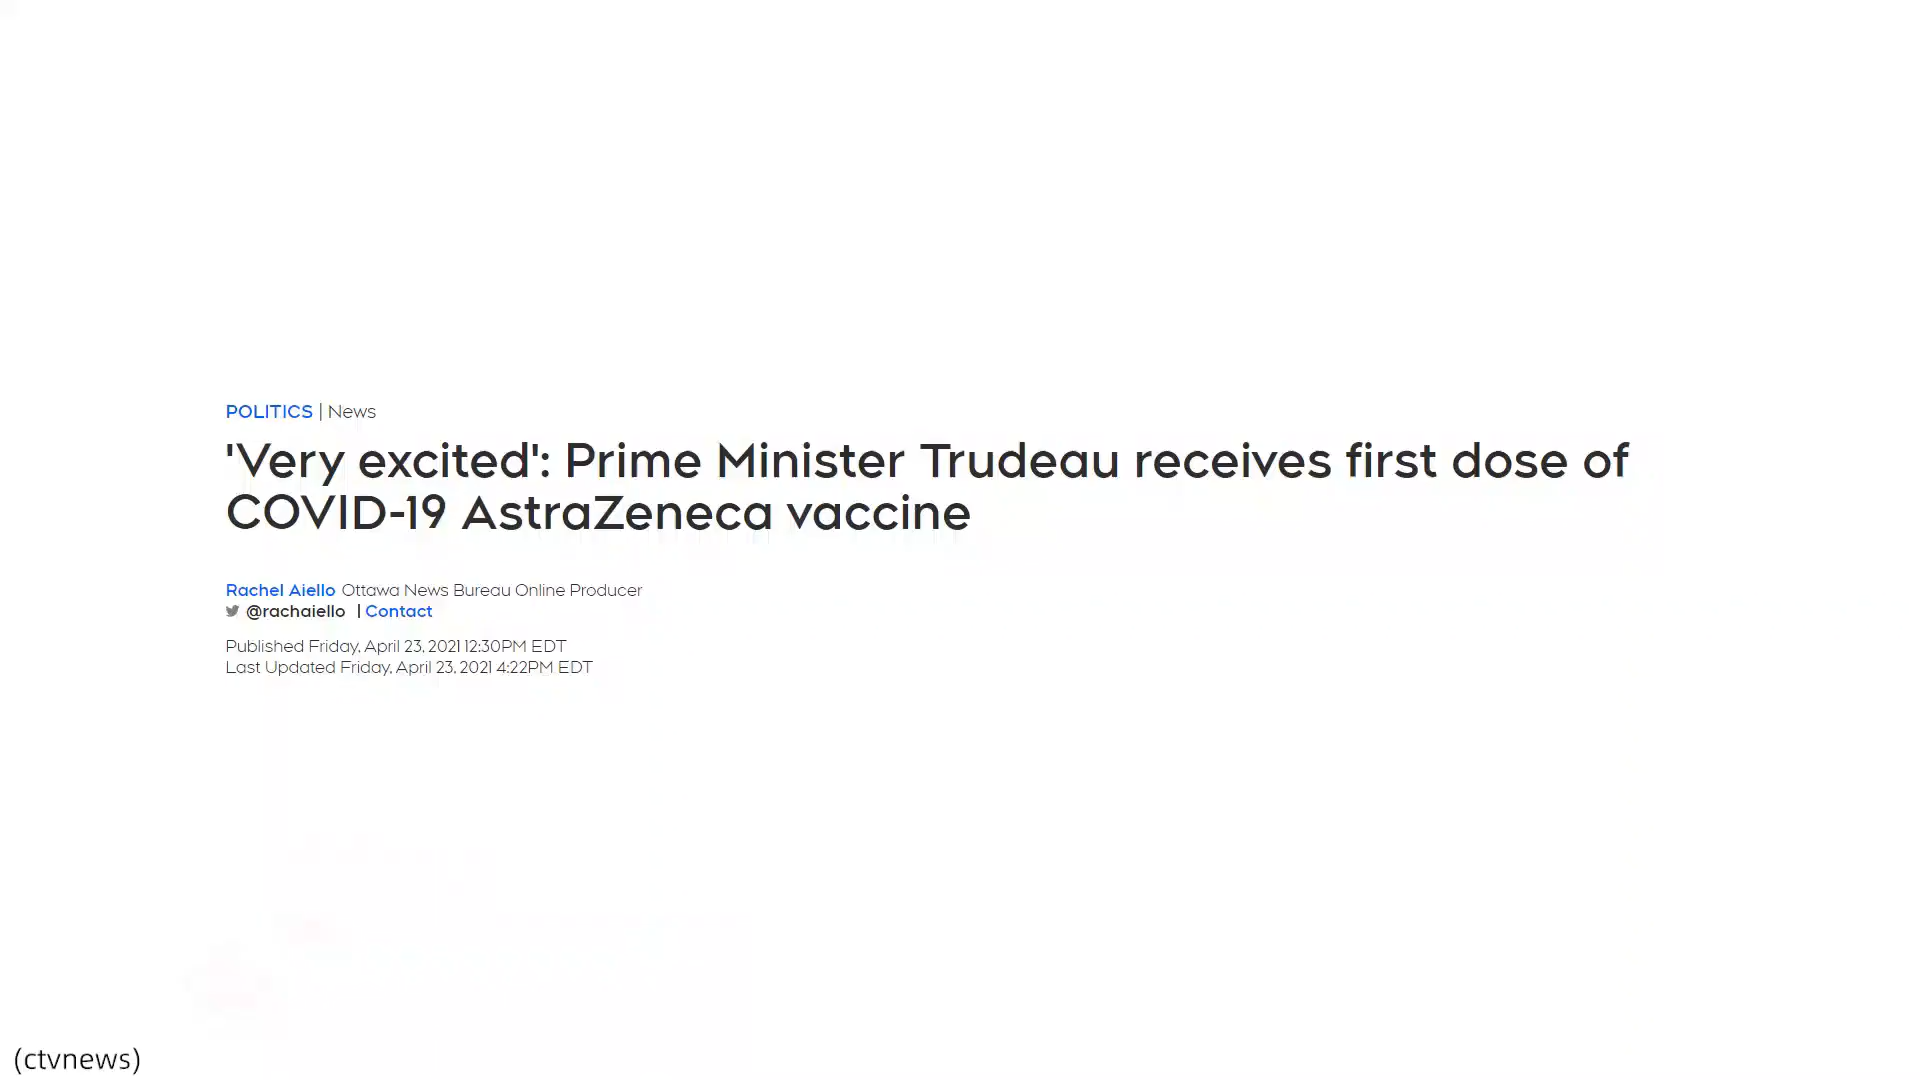 POLITICS | News
'Very excited': Prime Minister Trudeau receives first dose of
COVID-19 AstraZeneca vaccine
Rachel Aiello Ottawa News Bureau Online Producer
@rachaiello | Contact
Published Friday, April 23, 2021 12:30PM EDT
Last Updated Friday, April 23, 2021 4:22PM EDT
(ctvnews)